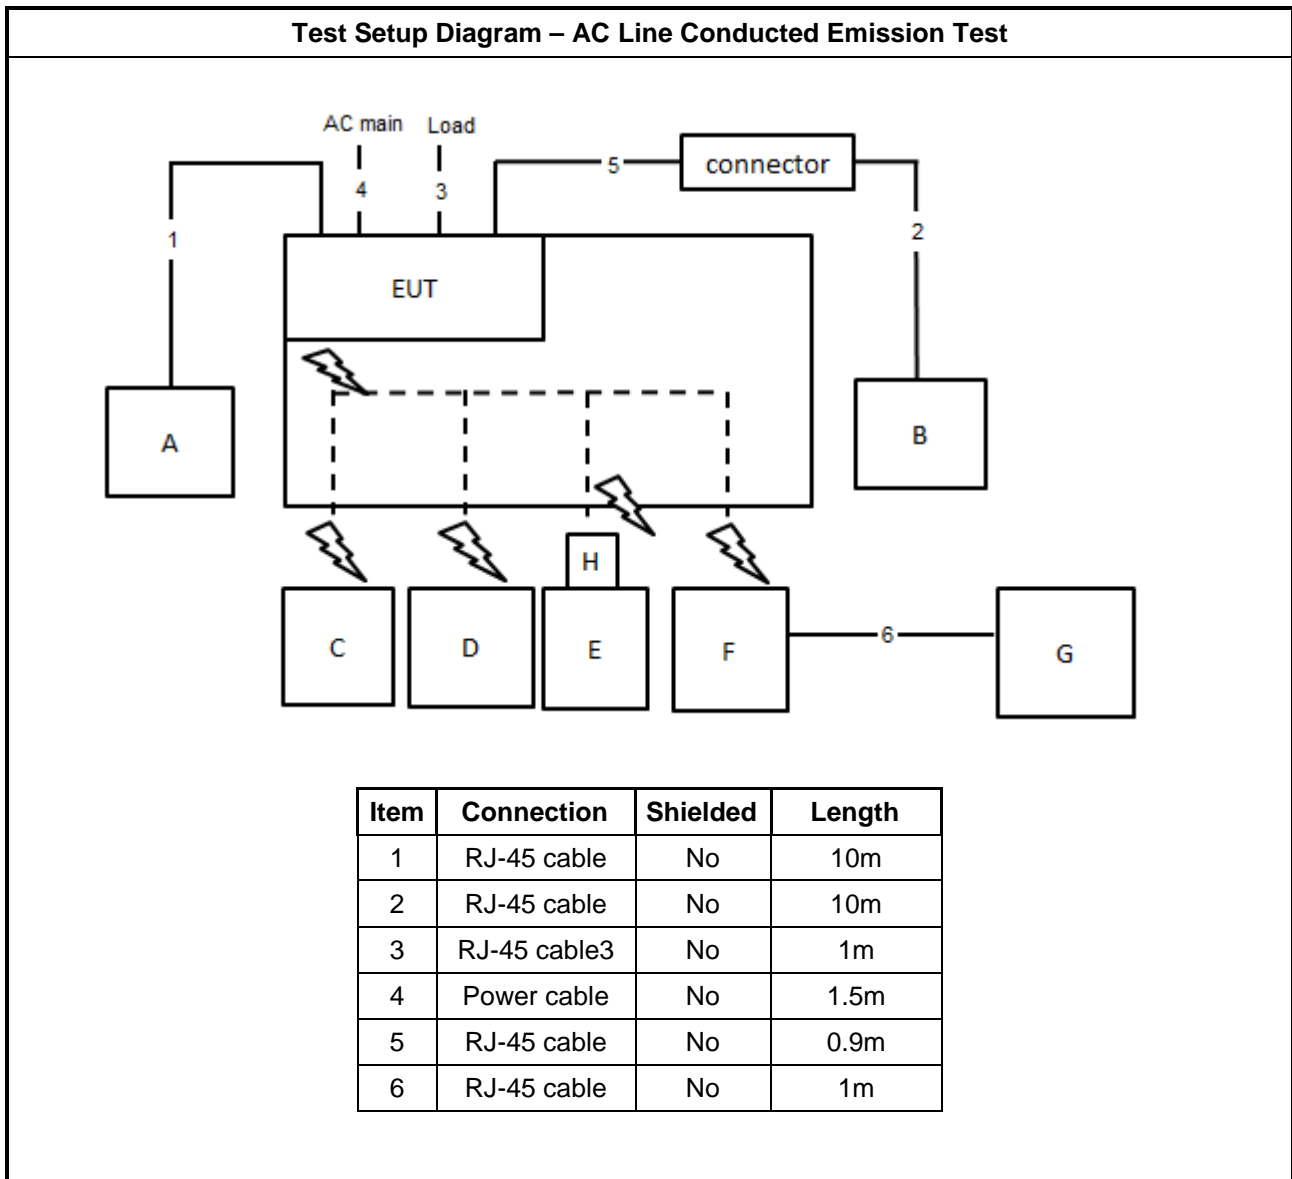 Test Setup Diagram – AC Line Conducted Emission Test
AC main Load
5 connector
4 3
1 2
EUT
A B
H
C D E F 6 G
Item Connection Shielded Length
1 RJ-45 cable No 10m
2 RJ-45 cable No 10m
3 RJ-45 cable3 No 1m
4 Power cable No 1.5m
5 RJ-45 cable No 0.9m
6 RJ-45 cable No 1m